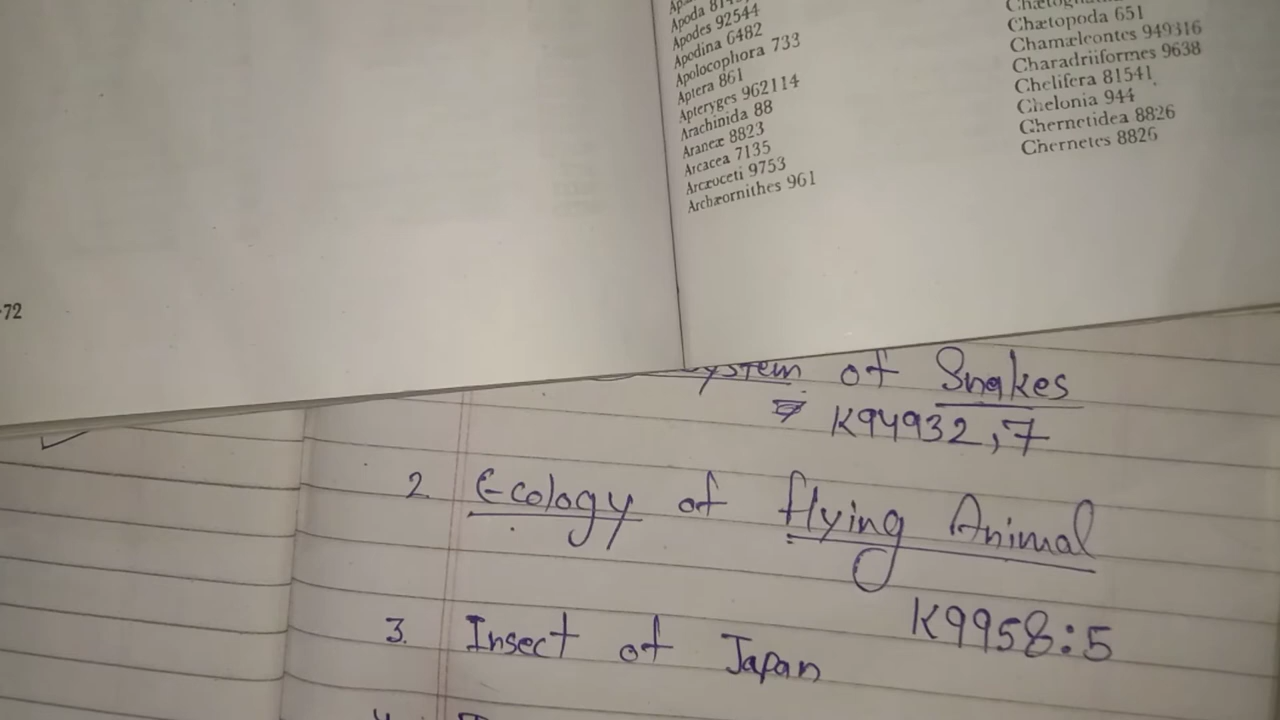 Apodes 92544
Apodina 6482
Apolocophora 733
Aptera 861
Apteryges 962114
Arachinida 88
Araneæ 8823
Arcacea 7135
Arcæoceti 9753
Archæornithes 961
Chætopoda 651
Chamæleontes 949316
Charadriiformes 9638
Chelifera 81541
Chelonia 944
Chernetidea 8826
Chernetes 8826
72
of Snakes
K94932,7
2. Ecology of flying Animal
K9958:5
3. Insect of Japan